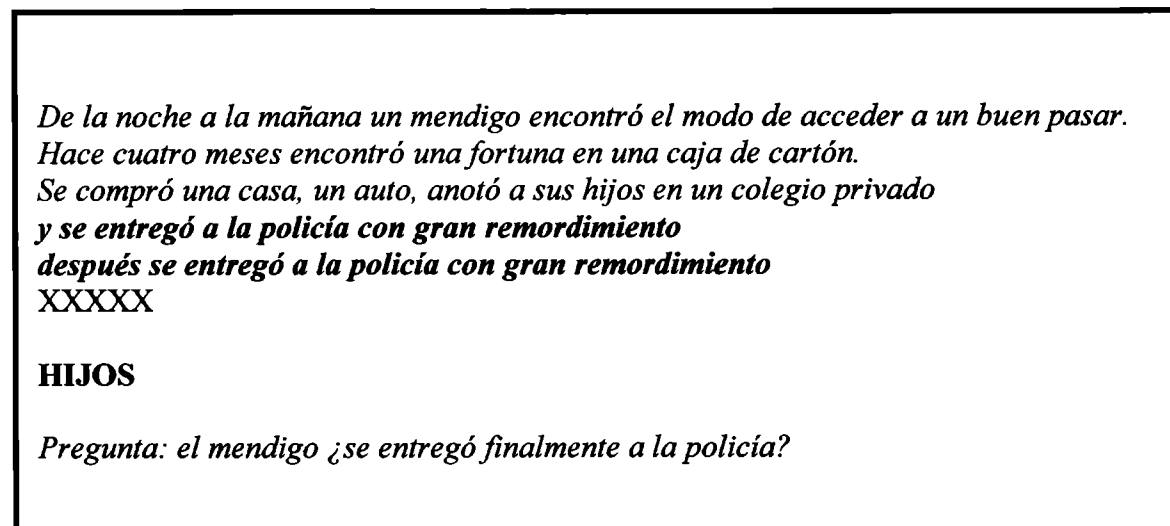 De la noche a la mañana un mendigo encontró el modo de acceder a un buen pasar.
Hace cuatro meses encontró una fortuna en una caja de cartón.
Se compró una casa, un auto, anotó a sus hijos en un colegio privado
y se entregó a la policía con gran remordimiento
después se entregó a la policía con gran remordimiento
XXXXX
HIJOS
Pregunta: el mendigo ¿se entregó finalmente a la policía?